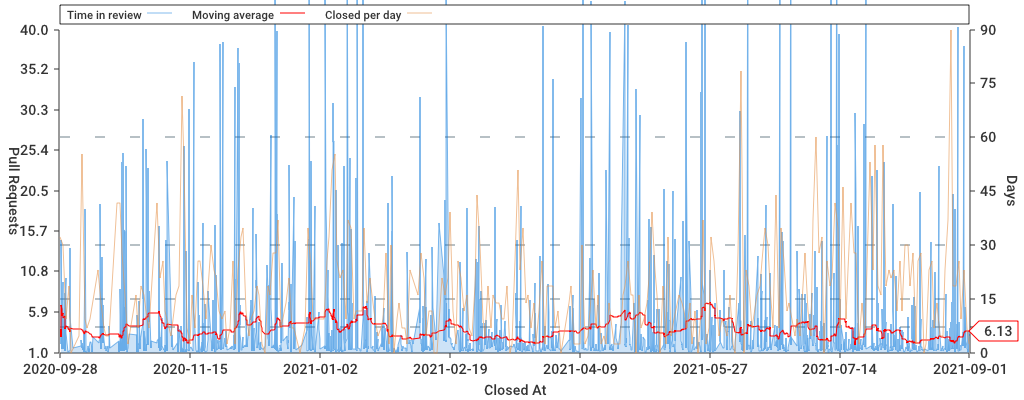 Time in review Moving average Closed per day
40.0 90
35.2 75
30.3 60
25.4
20.5 45
15.7 30
10.8
5.9 15
6.13
1.0 0
Pull Requests
Days
2020-09-28 2020-11-15 2021-01-02 2021-02-19 2021-04-09 2021-05-27 2021-07-14 2021-09-01
Closed At